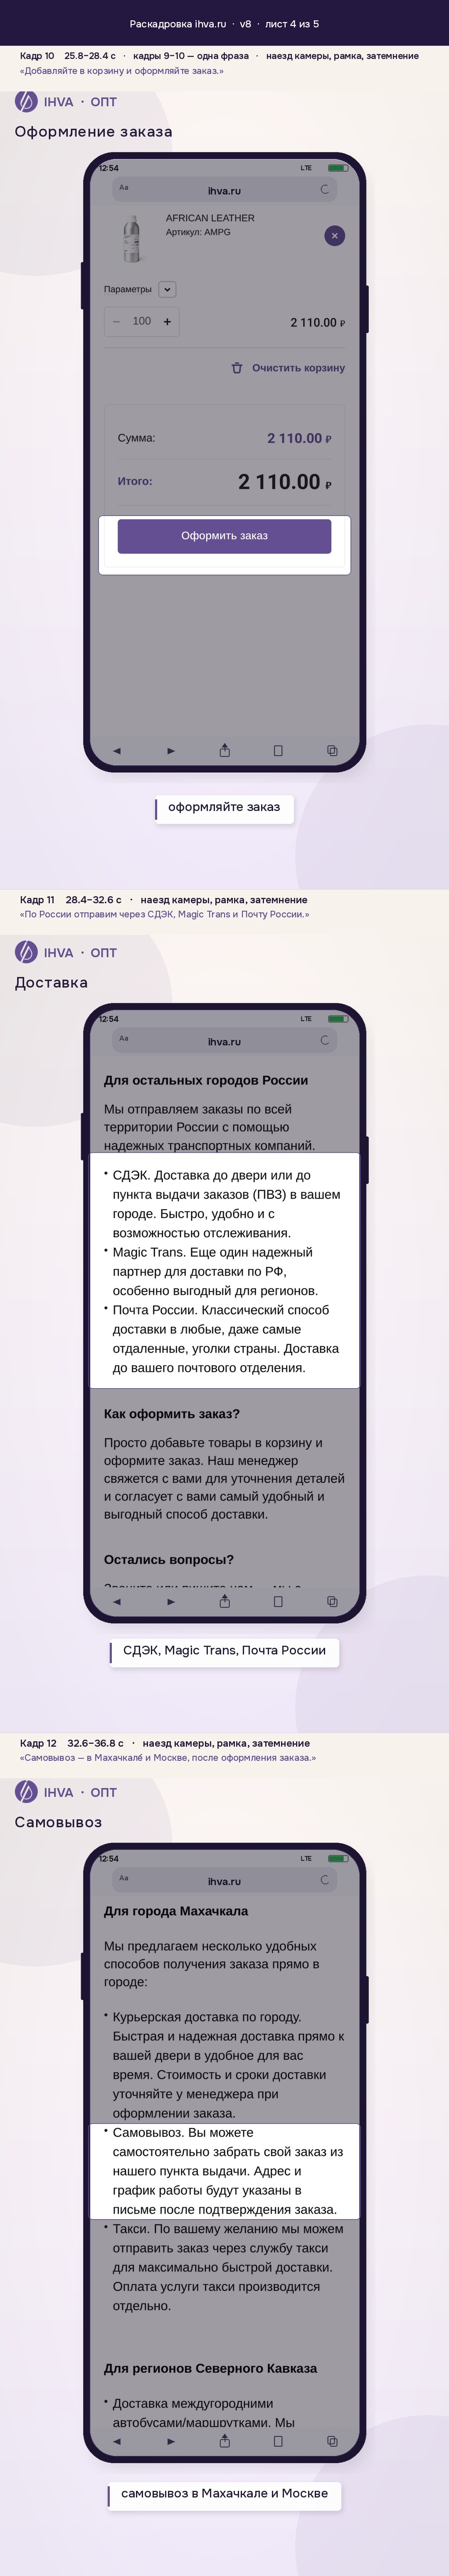 Раскадровка ihva.ru · v8 · лист 4 из 5
Кадр 10 25.8–28.4 с · кадры 9–10 — одна фраза · наезд камеры, рамка, затемнение
«Добавляйте в корзину и оформляйте заказ.»
IHVA · ОПТ
Оформление заказа
12:54 LTE
Aa ihva.ru
AFRICAN LEATHER
Артикул: AMPG
Параметры
− 100 + 2 110.00 ₽
Очистить корзину
Сумма: 2 110.00 ₽
Итого: 2 110.00 ₽
Оформить заказ
оформляйте заказ
Кадр 11 28.4–32.6 с · наезд камеры, рамка, затемнение
«По России отправим через СДЭК, Magic Trans и Почту России.»
IHVA · ОПТ
Доставка
12:54 LTE
Aa ihva.ru
Для остальных городов России
Мы отправляем заказы по всей
территории России с помощью
надежных транспортных компаний.
• СДЭК. Доставка до двери или до
пункта выдачи заказов (ПВЗ) в вашем
городе. Быстро, удобно и с
возможностью отслеживания.
• Magic Trans. Еще один надежный
партнер для доставки по РФ,
особенно выгодный для регионов.
• Почта России. Классический способ
доставки в любые, даже самые
отдаленные, уголки страны. Доставка
до вашего почтового отделения.
Как оформить заказ?
Просто добавьте товары в корзину и
оформите заказ. Наш менеджер
свяжется с вами для уточнения деталей
и согласует с вами самый удобный и
выгодный способ доставки.
Остались вопросы?
СДЭК, Magic Trans, Почта России
Кадр 12 32.6–36.8 с · наезд камеры, рамка, затемнение
«Самовывоз — в Махачкале́ и Москве, после оформления заказа.»
IHVA · ОПТ
Самовывоз
12:54 LTE
Aa ihva.ru
Для города Махачкала
Мы предлагаем несколько удобных
способов получения заказа прямо в
городе:
• Курьерская доставка по городу.
Быстрая и надежная доставка прямо к
вашей двери в удобное для вас
время. Стоимость и сроки доставки
уточняйте у менеджера при
оформлении заказа.
• Самовывоз. Вы можете
самостоятельно забрать свой заказ из
нашего пункта выдачи. Адрес и
график работы будут указаны в
письме после подтверждения заказа.
• Такси. По вашему желанию мы можем
отправить заказ через службу такси
для максимально быстрой доставки.
Оплата услуги такси производится
отдельно.
Для регионов Северного Кавказа
• Доставка междугородними
автобусами/маршрутками. Мы
самовывоз в Махачкале и Москве